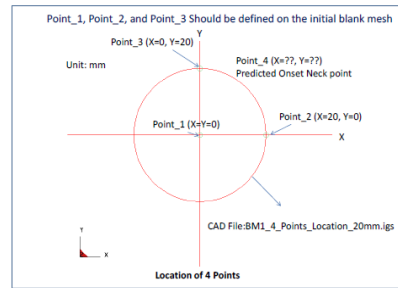 Point_1, Point_2, and Point_3 Should be defined on the initial blank mesh
Point_3 (X=0, Y=20)
Y
Unit: mm
Point_4 (X=??, Y=??)
Predicted Onset Neck point
Point_2 (X=20, Y=0)
Point_1 (X=Y=0)
X
CAD File:BM1_4_Points_Location_20mm.igs
Y
X
Location of 4 Points